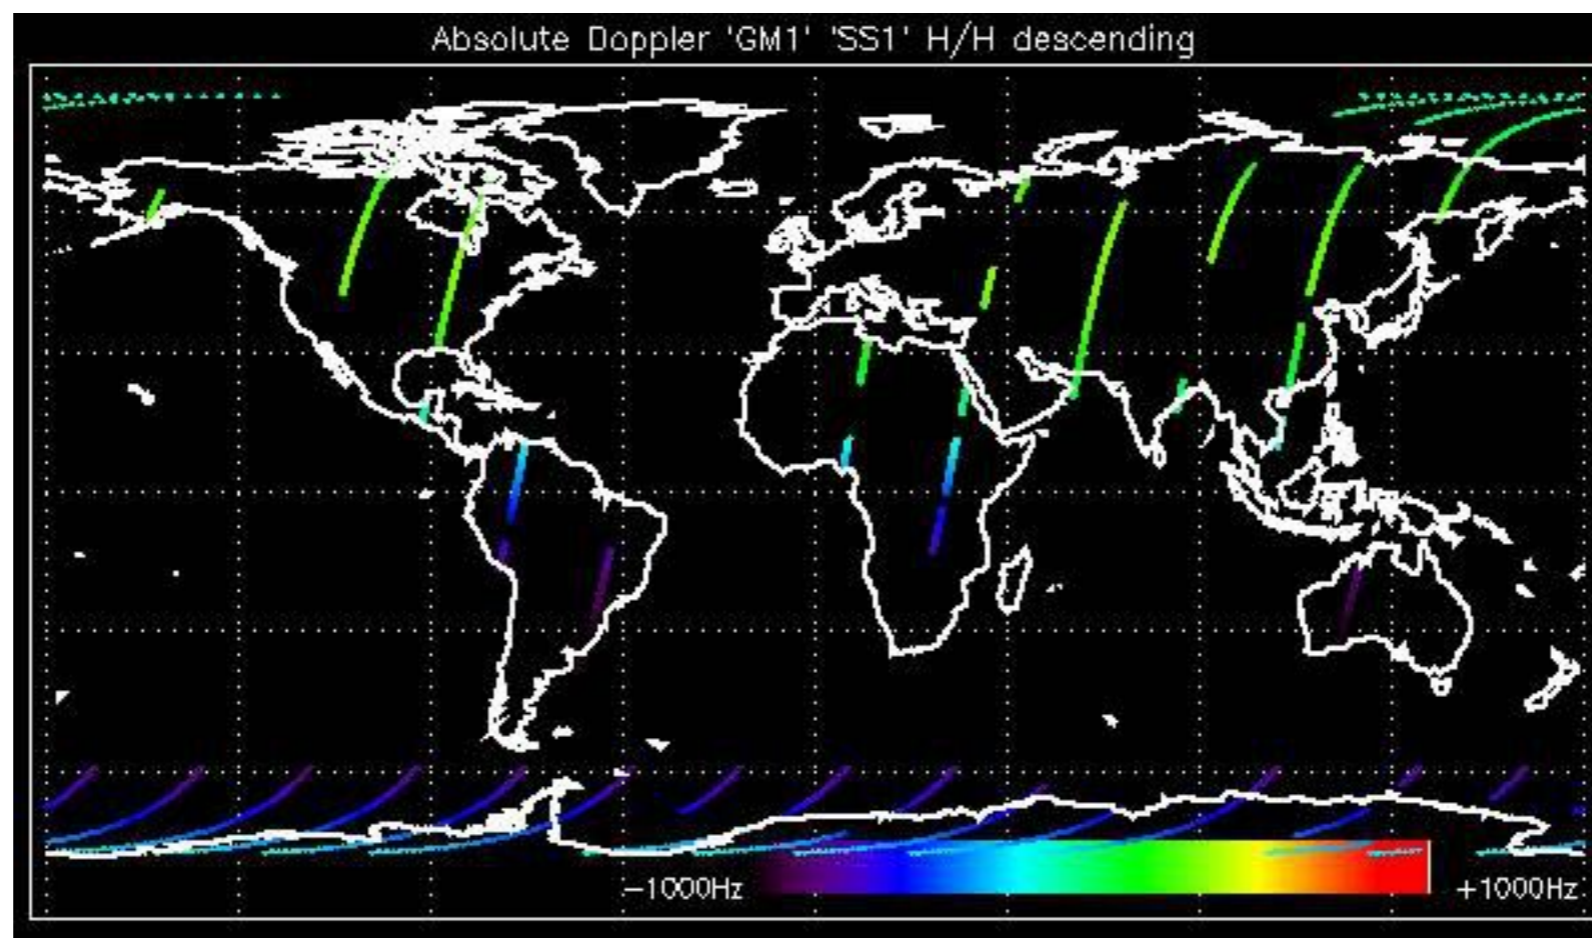 Absolute Doppler 'GM1' 'SS1' H/H descending
−1000Hz
+1000Hz